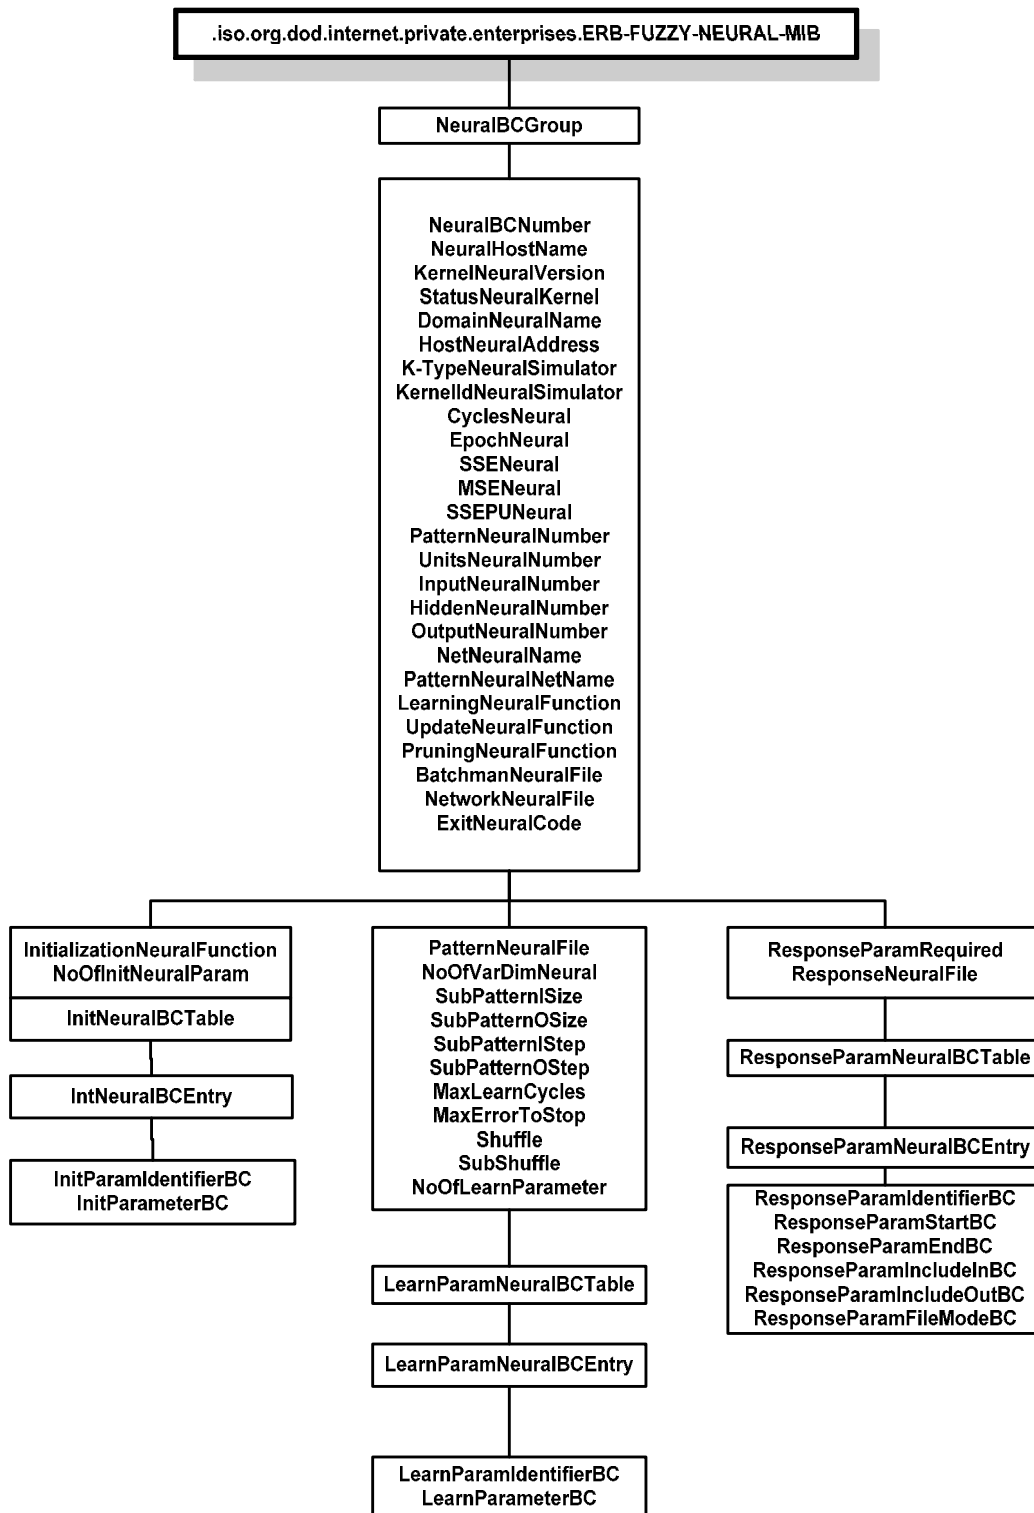 .iso.org.dod.internet.private.enterprises.ERB-FUZZY-NEURAL-MIB
NeuralBCGroup
NeuralBCNumber
NeuralHostName
KernelNeuralVersion
StatusNeuralKernel
DomainNeuralName
HostNeuralAddress
K-TypeNeuralSimulator
KernelIdNeuralSimulator
CyclesNeural
EpochNeural
SSENeural
MSENeural
SSEPUNeural
PatternNeuralNumber
UnitsNeuralNumber
InputNeuralNumber
HiddenNeuralNumber
OutputNeuralNumber
NetNeuralName
PatternNeuralNetName
LearningNeuralFunction
UpdateNeuralFunction
PruningNeuralFunction
BatchmanNeuralFile
NetworkNeuralFile
ExitNeuralCode
InitializationNeuralFunction
NoOfInitNeuralParam
InitNeuralBCTable
IntNeuralBCEntry
InitParamIdentifierBC
InitParameterBC
PatternNeuralFile
NoOfVarDimNeural
SubPatternISize
SubPatternOSize
SubPatternIStep
SubPatternOStep
MaxLearnCycles
MaxErrorToStop
Shuffle
SubShuffle
NoOfLearnParameter
LearnParamNeuralBCTable
LearnParamNeuralBCEntry
LearnParamIdentifierBC
LearnParameterBC
ResponseParamRequired
ResponseNeuralFile
ResponseParamNeuralBCTable
ResponseParamNeuralBCEntry
ResponseParamIdentifierBC
ResponseParamStartBC
ResponseParamEndBC
ResponseParamIncludeInBC
ResponseParamIncludeOutBC
ResponseParamFileModeBC